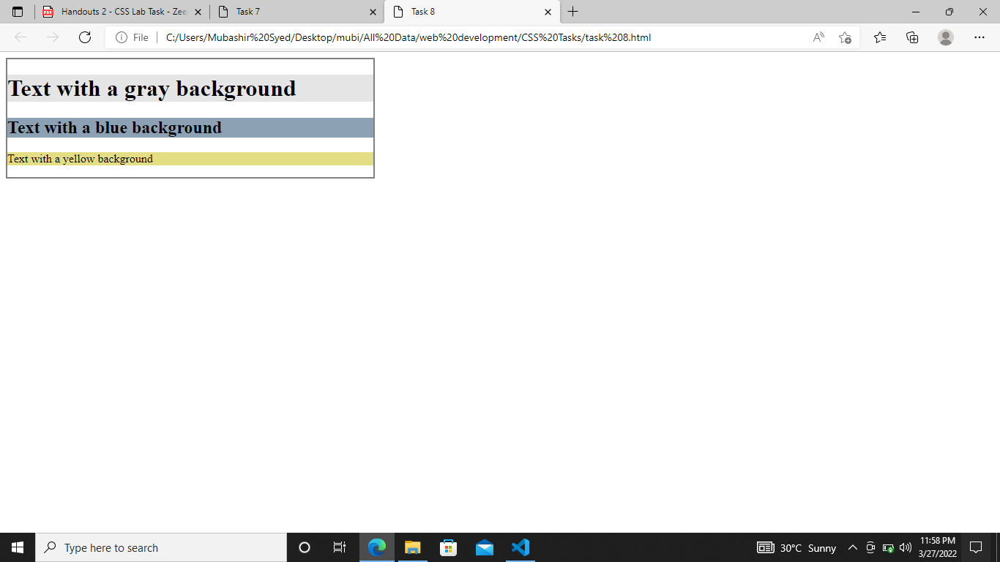 Handouts 2 - CSS Lab Task - Zee
Task 7
Task 8
File
C:/Users/Mubashir%20Syed/Desktop/mubi/All%20Data/web%20development/CSS%20Tasks/task%208.html
Text with a gray background
Text with a blue background
Text with a yellow background
Type here to search
30°C Sunny
11:58 PM
3/27/2022